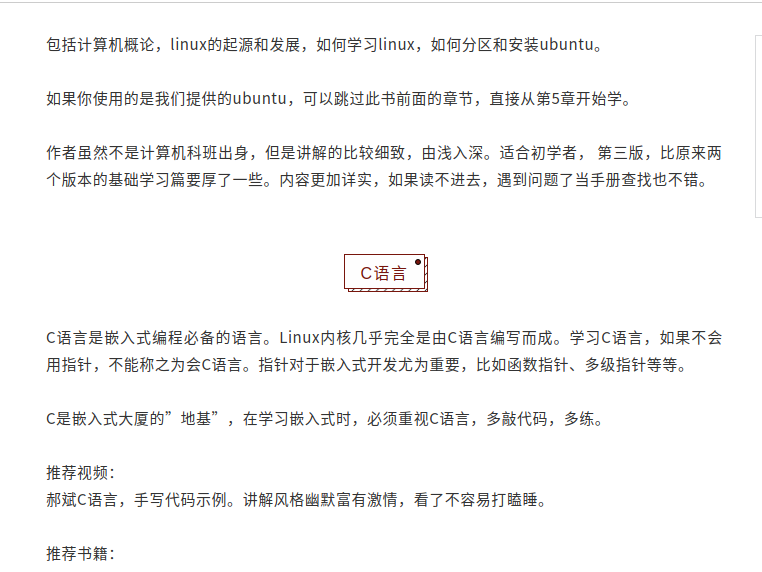 包括计算机概论，linux的起源和发展，如何学习linux，如何分区和安装ubuntu。
如果你使用的是我们提供的ubuntu，可以跳过此书前面的章节，直接从第5章开始学。
作者虽然不是计算机科班出身，但是讲解的比较细致，由浅入深。适合初学者， 第三版，比原来两
个版本的基础学习篇要厚了一些。内容更加详实，如果读不进去，遇到问题了当手册查找也不错。
C语言
C语言是嵌入式编程必备的语言。Linux内核几乎完全是由C语言编写而成。学习C语言，如果不会
用指针，不能称之为会C语言。指针对于嵌入式开发尤为重要，比如函数指针、多级指针等等。
C是嵌入式大厦的”地基”，在学习嵌入式时，必须重视C语言，多敲代码，多练。
推荐视频：
郝斌C语言，手写代码示例。讲解风格幽默富有激情，看了不容易打瞌睡。
推荐书籍：